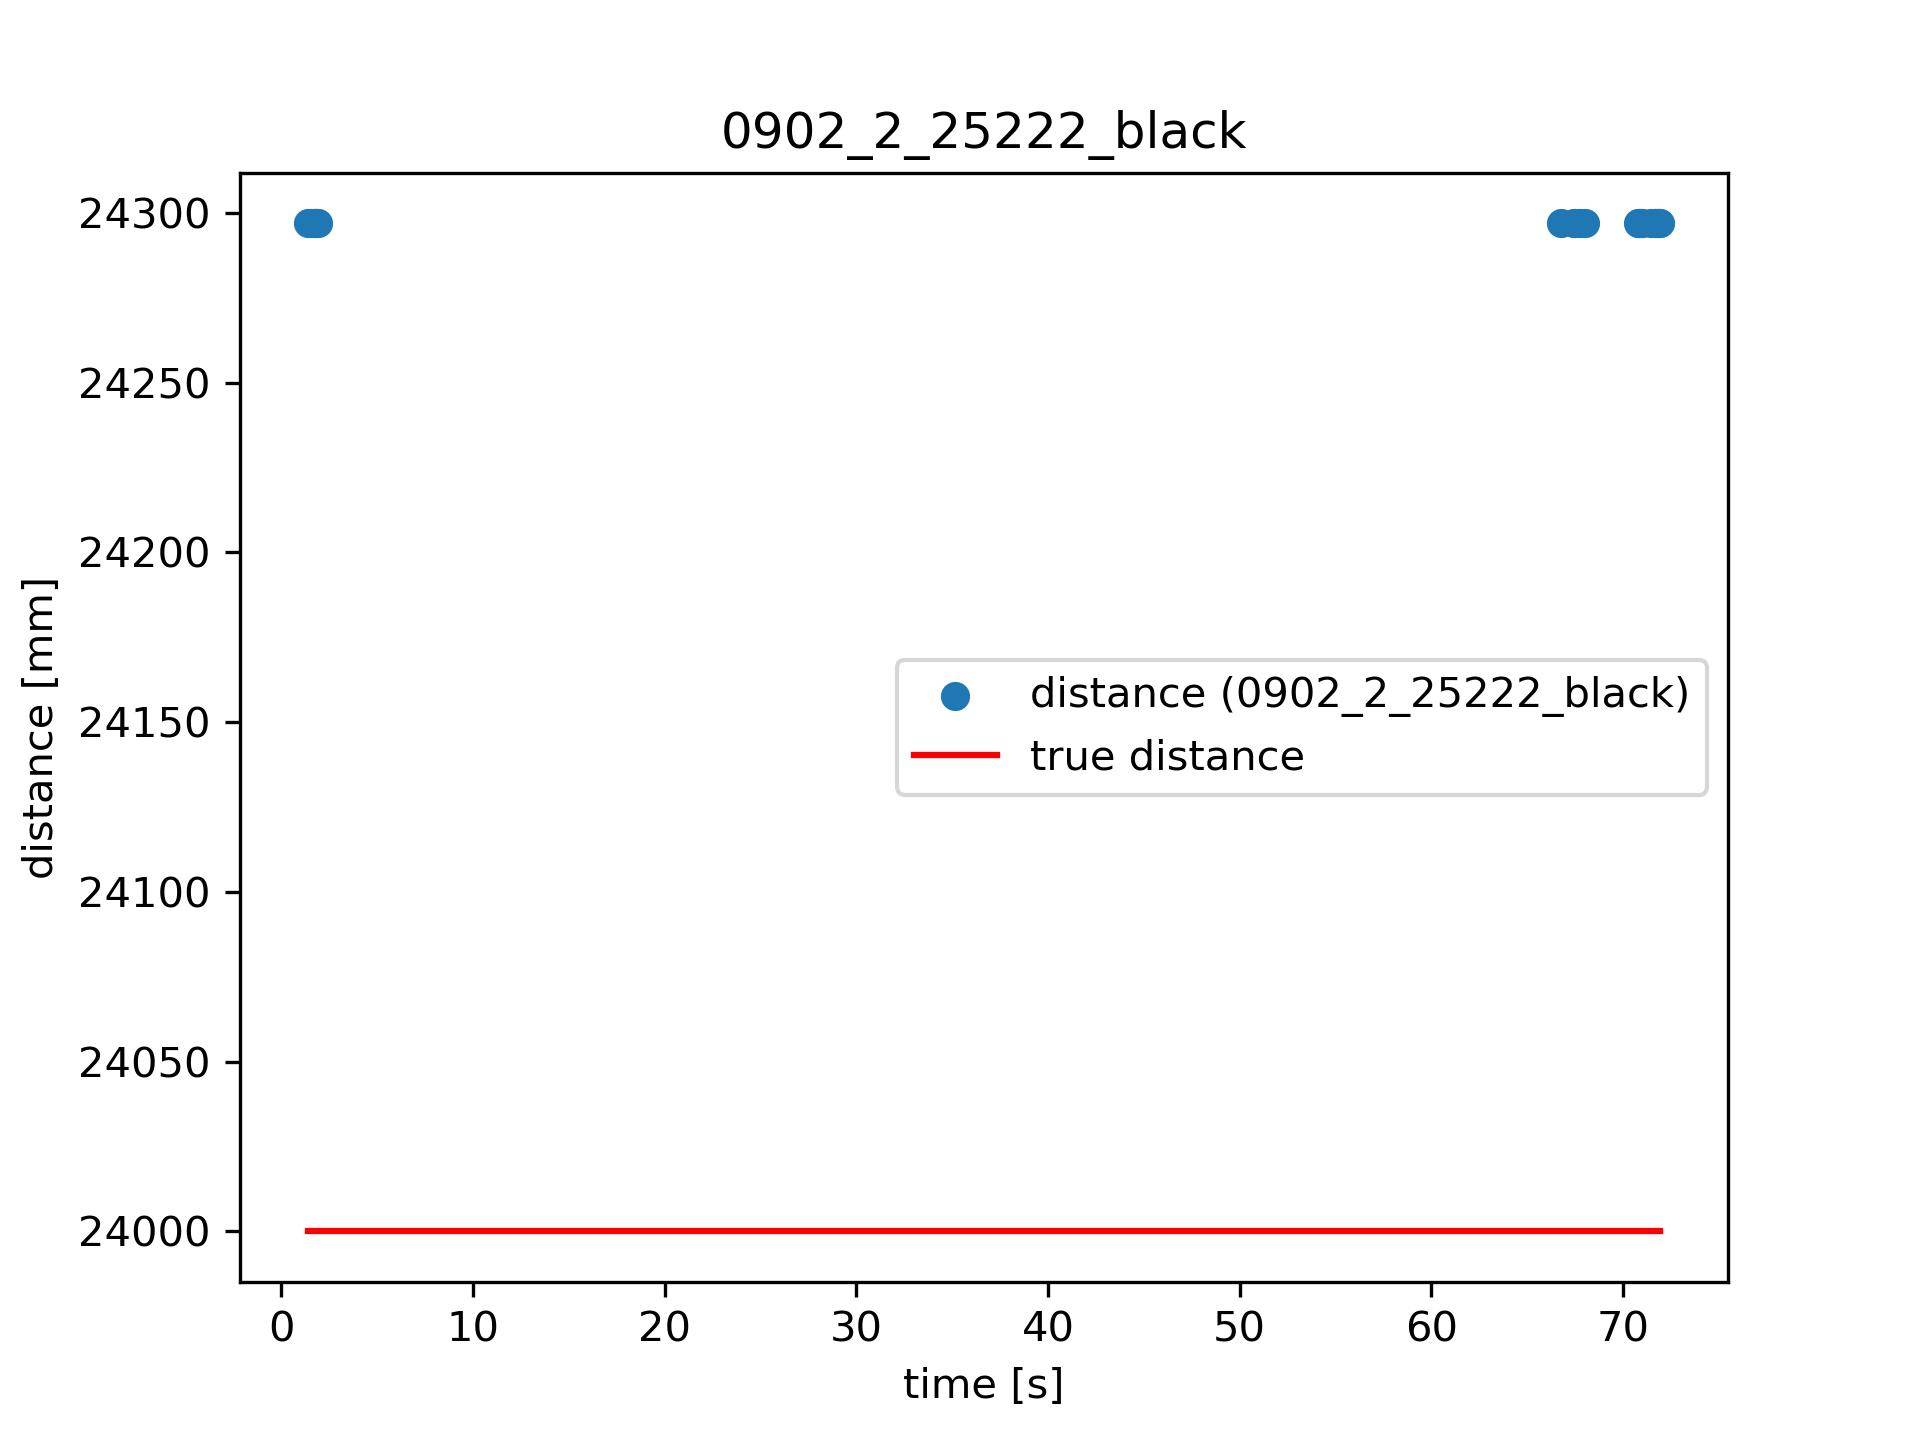 0902_2_25222_black
24300
24250
24200
24150
24100
24050
24000
distance [mm]
distance (0902_2_25222_black)
true distance
0 10 20 30 40 50 60 70
time [s]